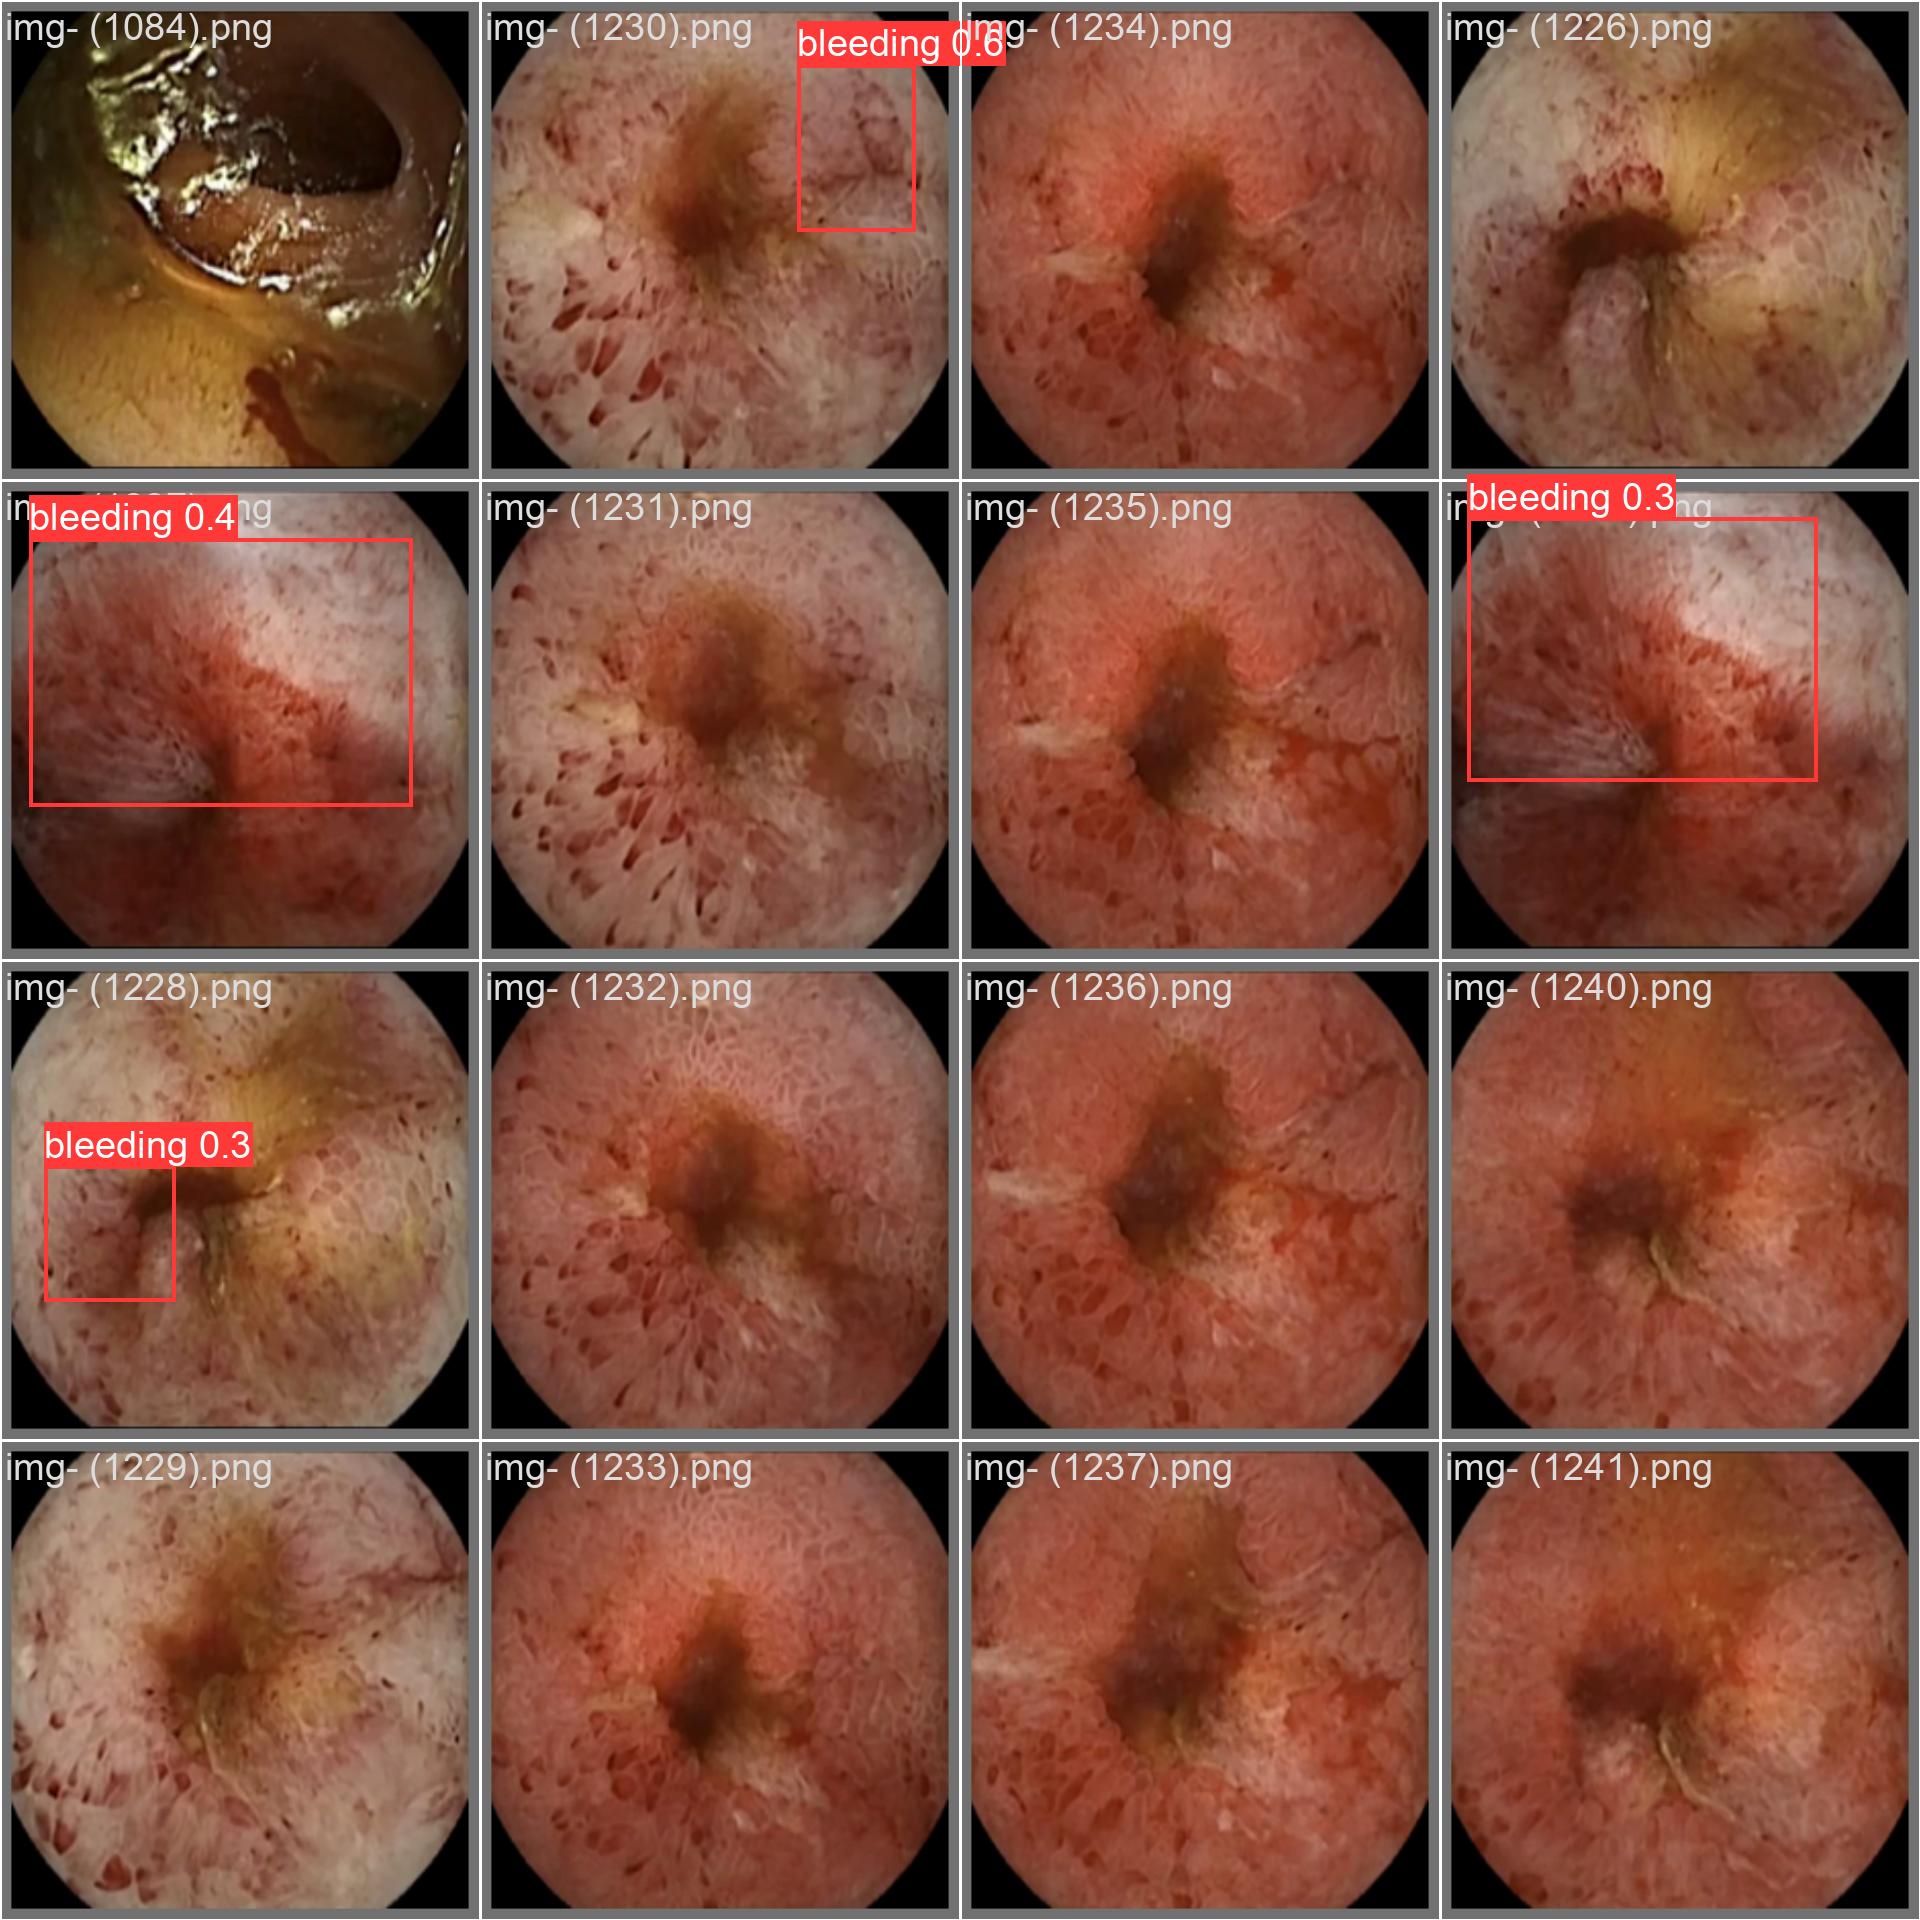 img- (1084).png
img- (1230).png
bleeding 0.6
img- (1234).png
img- (1226).png
bleeding 0.4
img- (1231).png
img- (1235).png
bleeding 0.3
img- (1228).png
bleeding 0.3
img- (1232).png
img- (1236).png
img- (1240).png
img- (1229).png
img- (1233).png
img- (1237).png
img- (1241).png